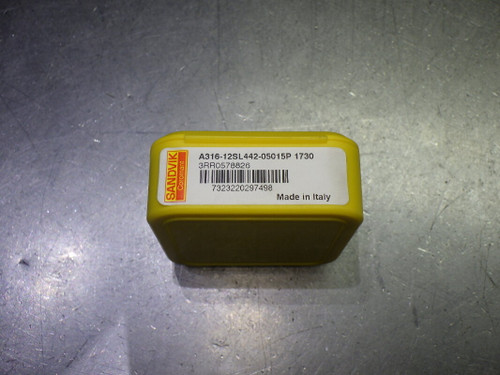 SANDVIK
Coromant
A316-12SL442-05015P 1730
3RR0578826
7323220297498
Made in Italy